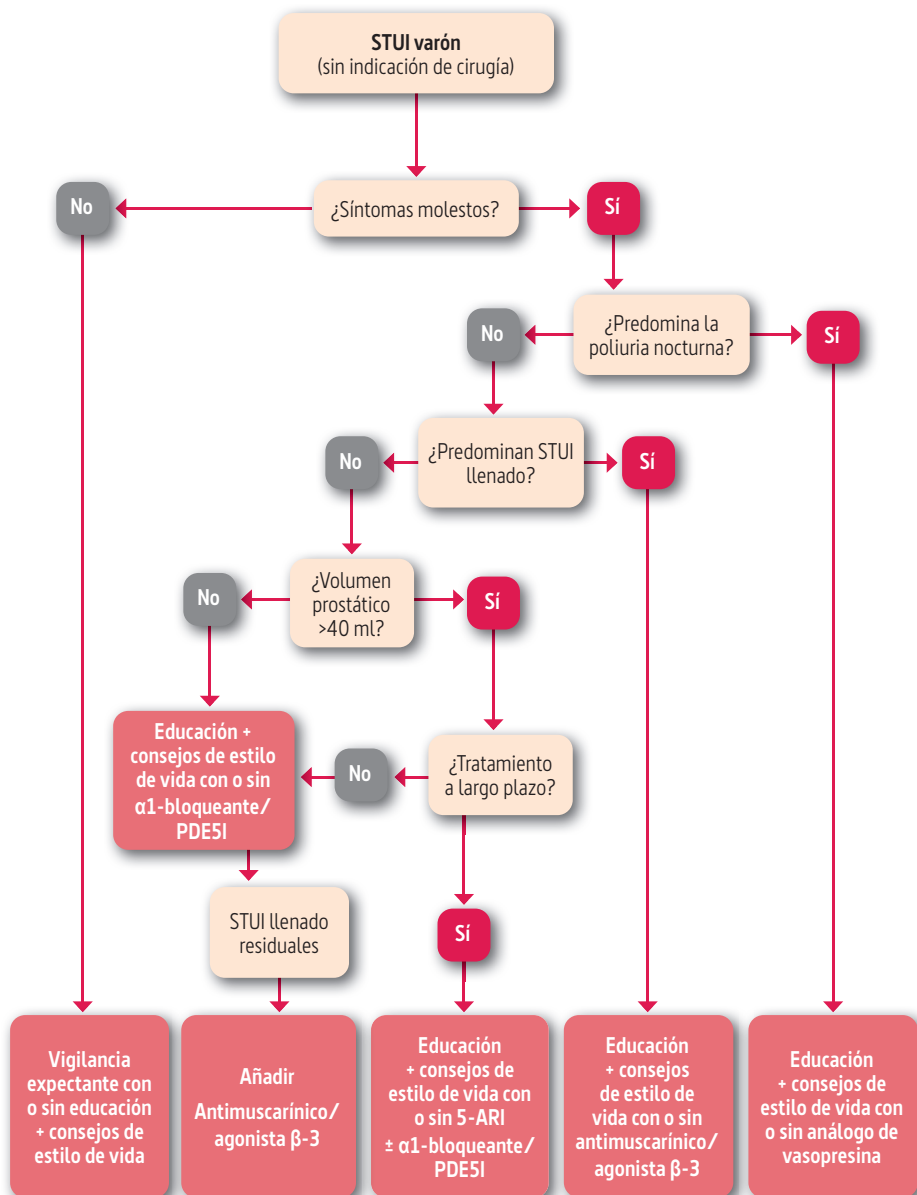 STUI varón
(sin indicación de cirugía)
No
¿Síntomas molestos?
Sí
No
¿Predomina la
poliuria nocturna?
Sí
No
¿Predominan STUI
llenado?
Sí
No
¿Volumen
prostático
>40 ml?
Sí
Educación +
consejos de estilo
de vida con o sin
α1-bloqueante/
PDE5I
No
¿Tratamiento
a largo plazo?
STUI llenado
residuales
Sí
Vigilancia
expectante con
o sin educación
+ consejos de
estilo de vida
Añadir
Antimuscarínico/
agonista β-3
Educación
+ consejos de
estilo de vida con
o sin 5-ARI
± α1-bloqueante/
PDE5I
Educación
+ consejos
de estilo de
vida con o sin
antimuscarínico/
agonista β-3
Educación
+ consejos de
estilo de vida con
o sin análogo de
vasopresina